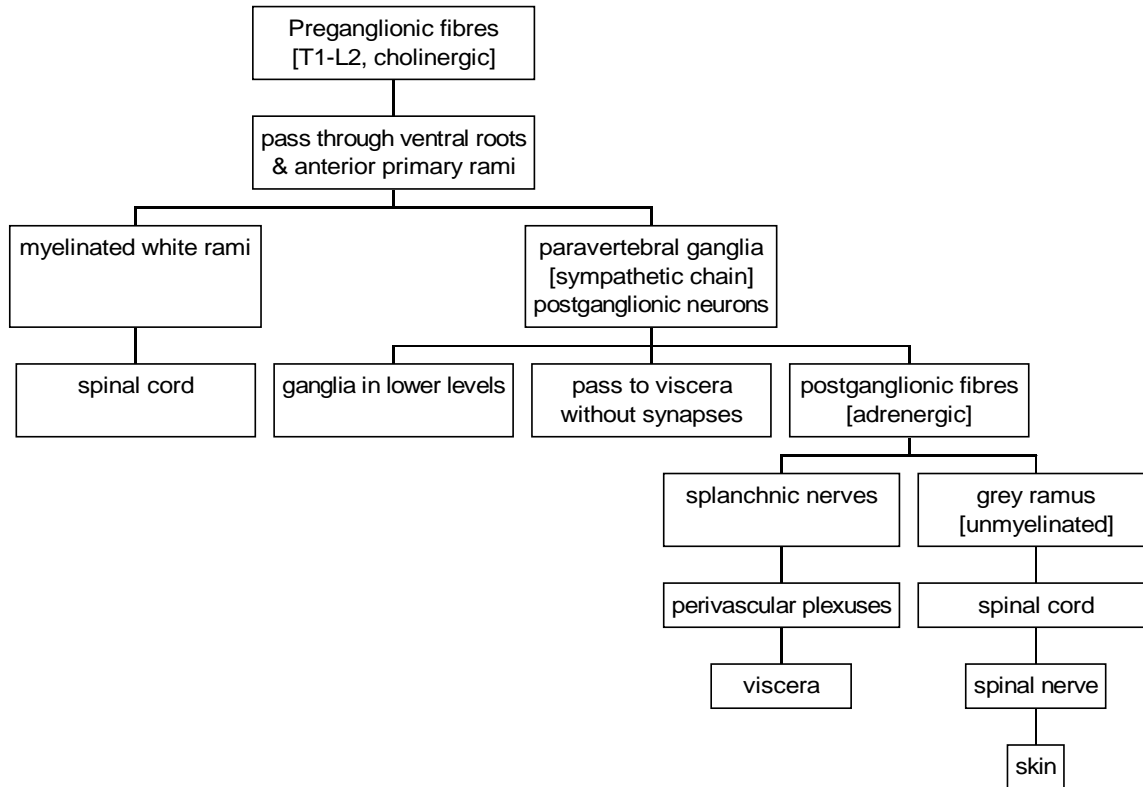 Preganglionic fibres
[T1-L2, cholinergic]
pass through ventral roots
& anterior primary rami
myelinated white rami
paravertebral ganglia
[sympathetic chain]
postganglionic neurons
spinal cord
ganglia in lower levels
pass to viscera
without synapses
postganglionic fibres
[adrenergic]
splanchnic nerves
grey ramus
[unmyelinated]
perivascular plexuses
spinal cord
viscera
spinal nerve
skin